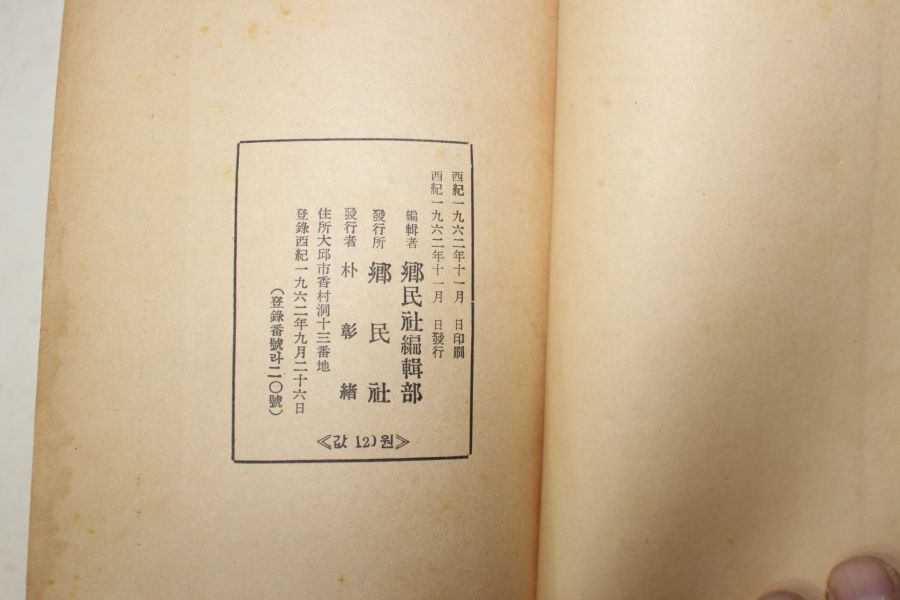 西紀一九六二年十一月 日印刷
西紀一九六二年十一月 日發行
編輯者 鄕民社編輯部
發行所 鄕民社
發行者 朴彰緖
住所大邱市香村洞十三番地
登錄西紀一九六二年九月二十六日
(登錄番號라二〇號)
≪값 120원≫